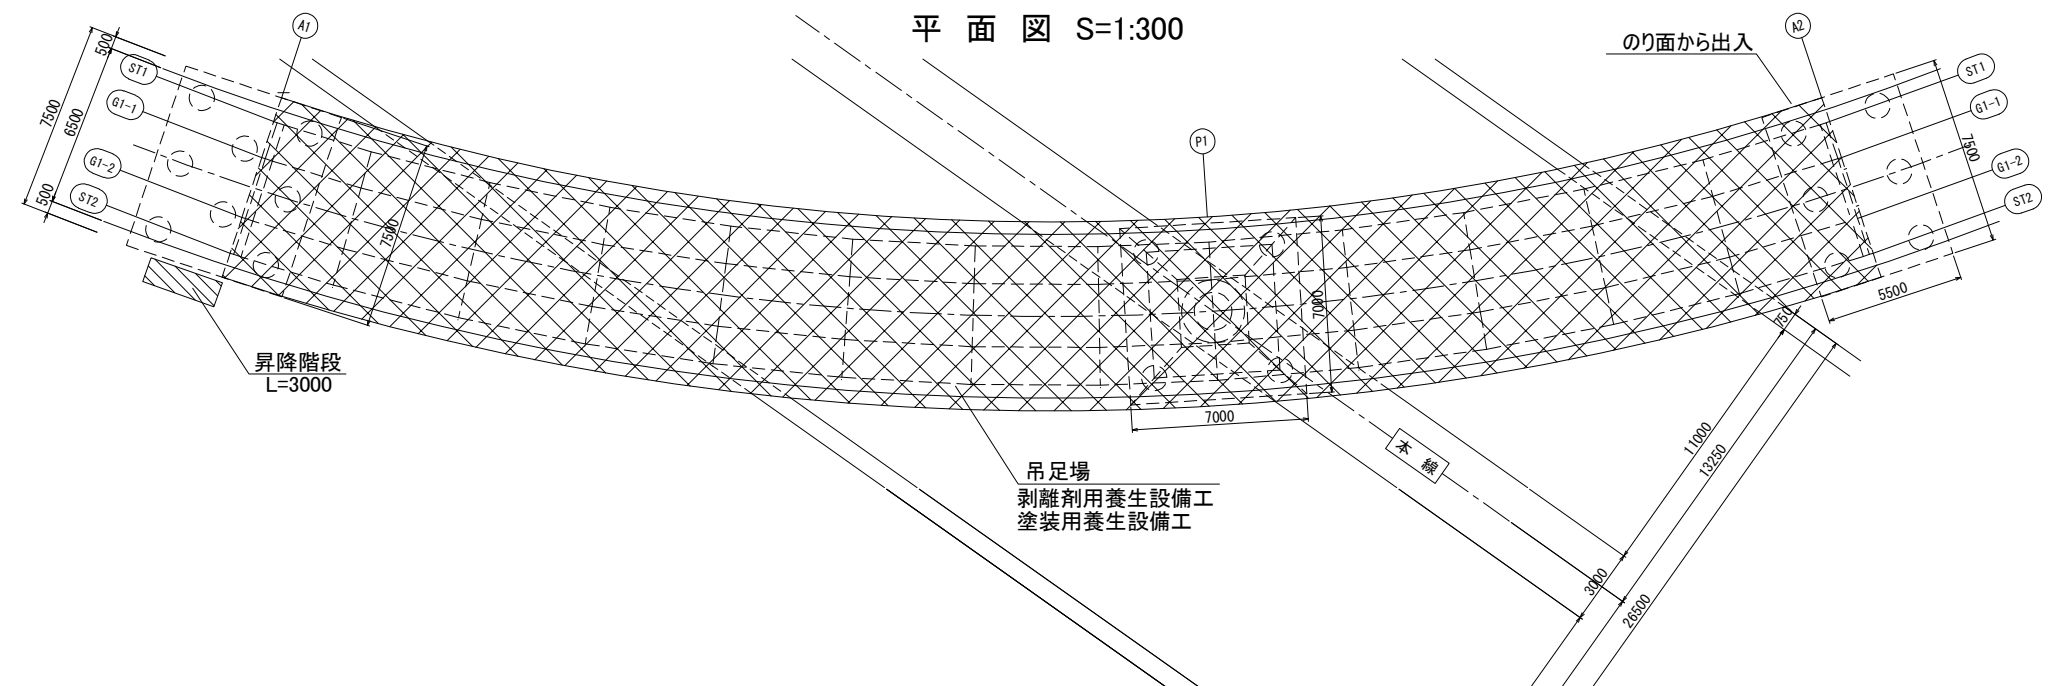 平 面 図 S=1:300
A1
A2
P1
のり面から出入
500
7500
6500
500
ST1
G1-1
G1-2
ST2
ST1
G1-1
G1-2
ST2
7500
7500
5500
7000
7000
750
昇降階段
L=3000
吊足場
剥離剤用養生設備工
塗装用養生設備工
本 線
11000
13250
3000
26500